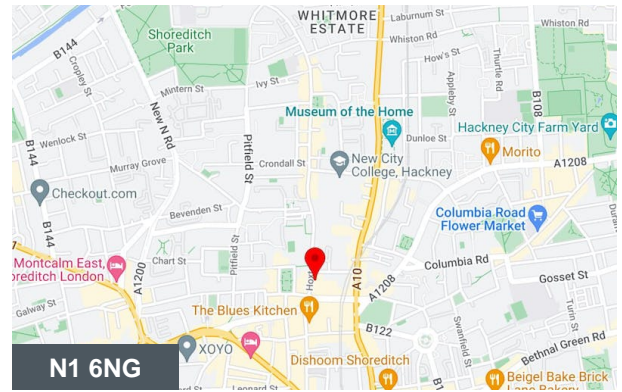 WHITMORE
ESTATE
Laburnum St
Whiston Rd
Whiston Rd
B144
Shoreditch
Park
Cropley St
New N Rd
Mintern St
Ivy St
How's St
Appleby St
Thurtle Rd
B108
Museum of the Home
Dunloe St
Hackney City Farm Yard
Wenlock St
B144
Pitfield St
Murray Grove
Crondall St
New City
College, Hackney
Morito
A1208
Checkout.com
Bevenden St
Columbia Road
Flower Market
Montcalm East,
oreditch London
A1200
Chart St
Pitfield St
A10
A1208
Columbia Rd
Gosset St
Galway St
The Blues Kitchen
B122
Swanfield St
Turin St
XOYO
Bethnal Green Rd
Leonard St
Dishoom Shoreditch
Beigel Bake Brick
Lane Bakery
N1 6NG